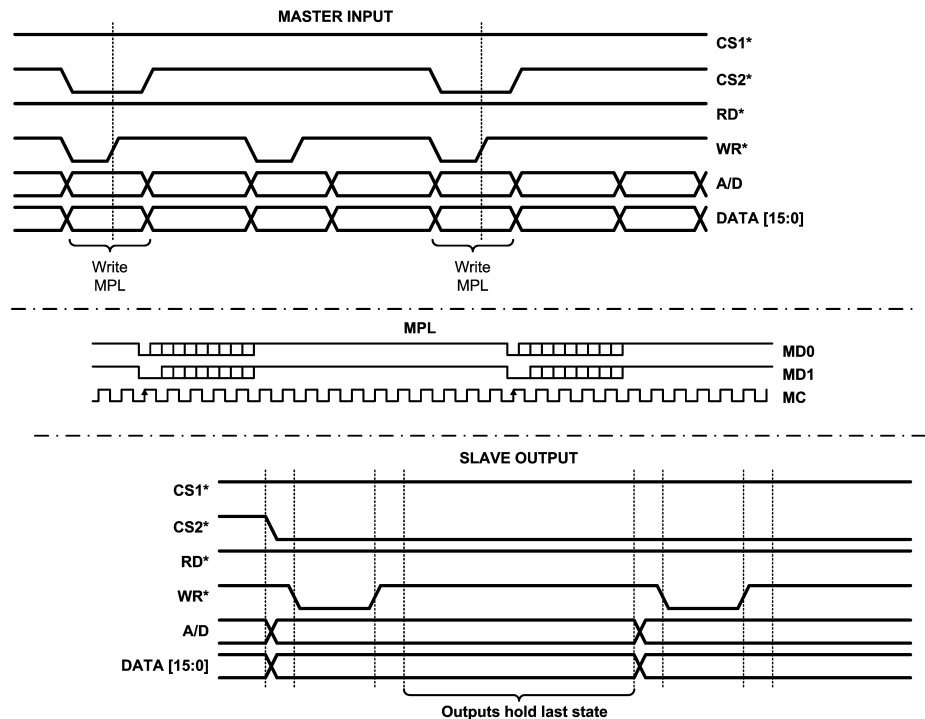 MASTER INPUT
CS1*
CS2*
RD*
WR*
A/D
DATA [15:0]
Write
MPL
Write
MPL
MPL
MD0
MD1
MC
SLAVE OUTPUT
CS1*
CS2*
RD*
WR*
A/D
DATA [15:0]
Outputs hold last state